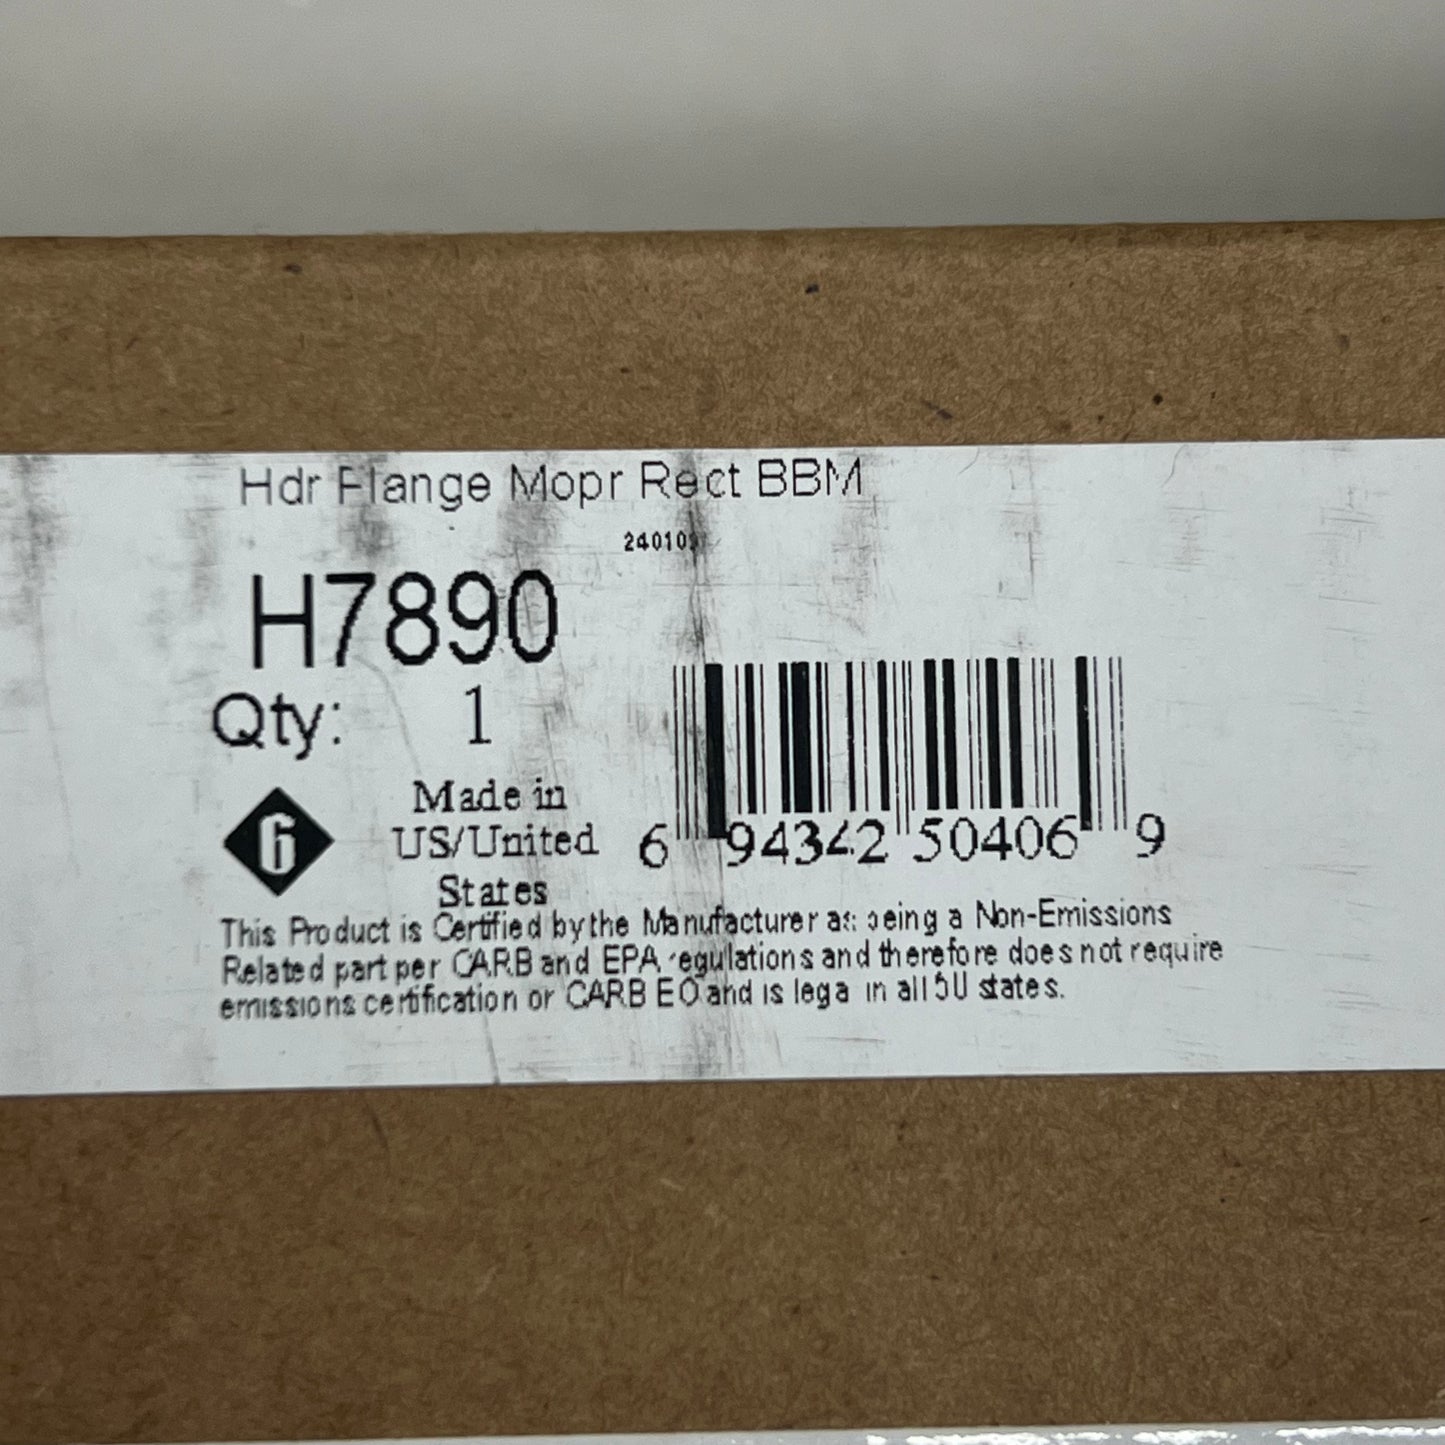 Hdr Flange Mopr Rect BBM
H7890
Qty: 1
6
Made in
US/United
States
6 94342 50406 9
This Product is Certified by the Manufacturer as being a Non-Emissions
Related part per CARB and EPA regulations and therefore does not require
emissions certification or CARB EO and is legal in all 50 states.